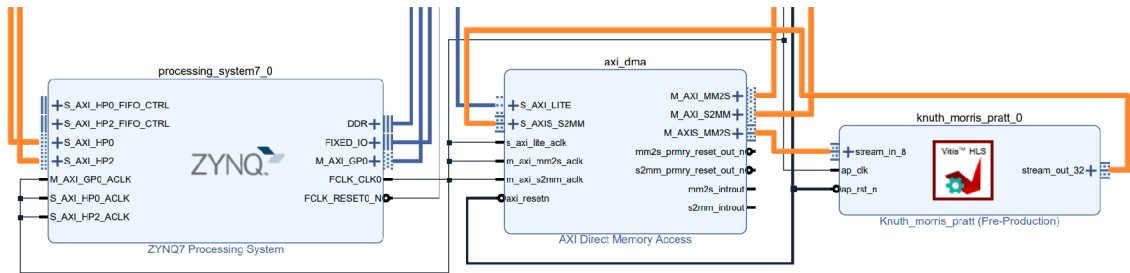 processing_system7_0
S_AXI_HP0_FIFO_CTRL
S_AXI_HP2_FIFO_CTRL
S_AXI_HP0
S_AXI_HP2
M_AXI_GP0_ACLK
S_AXI_HP0_ACLK
S_AXI_HP2_ACLK
ZYNQ
DDR
FIXED_IO
M_AXI_GP0
FCLK_CLK0
FCLK_RESET0_N
ZYNQ7 Processing System
axi_dma
S_AXI_LITE
S_AXIS_S2MM
s_axi_lite_aclk
m_axi_mm2s_aclk
m_axi_s2mm_aclk
axi_resetn
M_AXI_MM2S
M_AXI_S2MM
M_AXIS_MM2S
mm2s_prmry_reset_out_n
s2mm_prmry_reset_out_n
mm2s_introut
s2mm_introut
AXI Direct Memory Access
knuth_morris_pratt_0
stream_in_8
ap_clk
ap_rst_n
Vitis™ HLS
stream_out_32
Knuth_morris_pratt (Pre-Production)